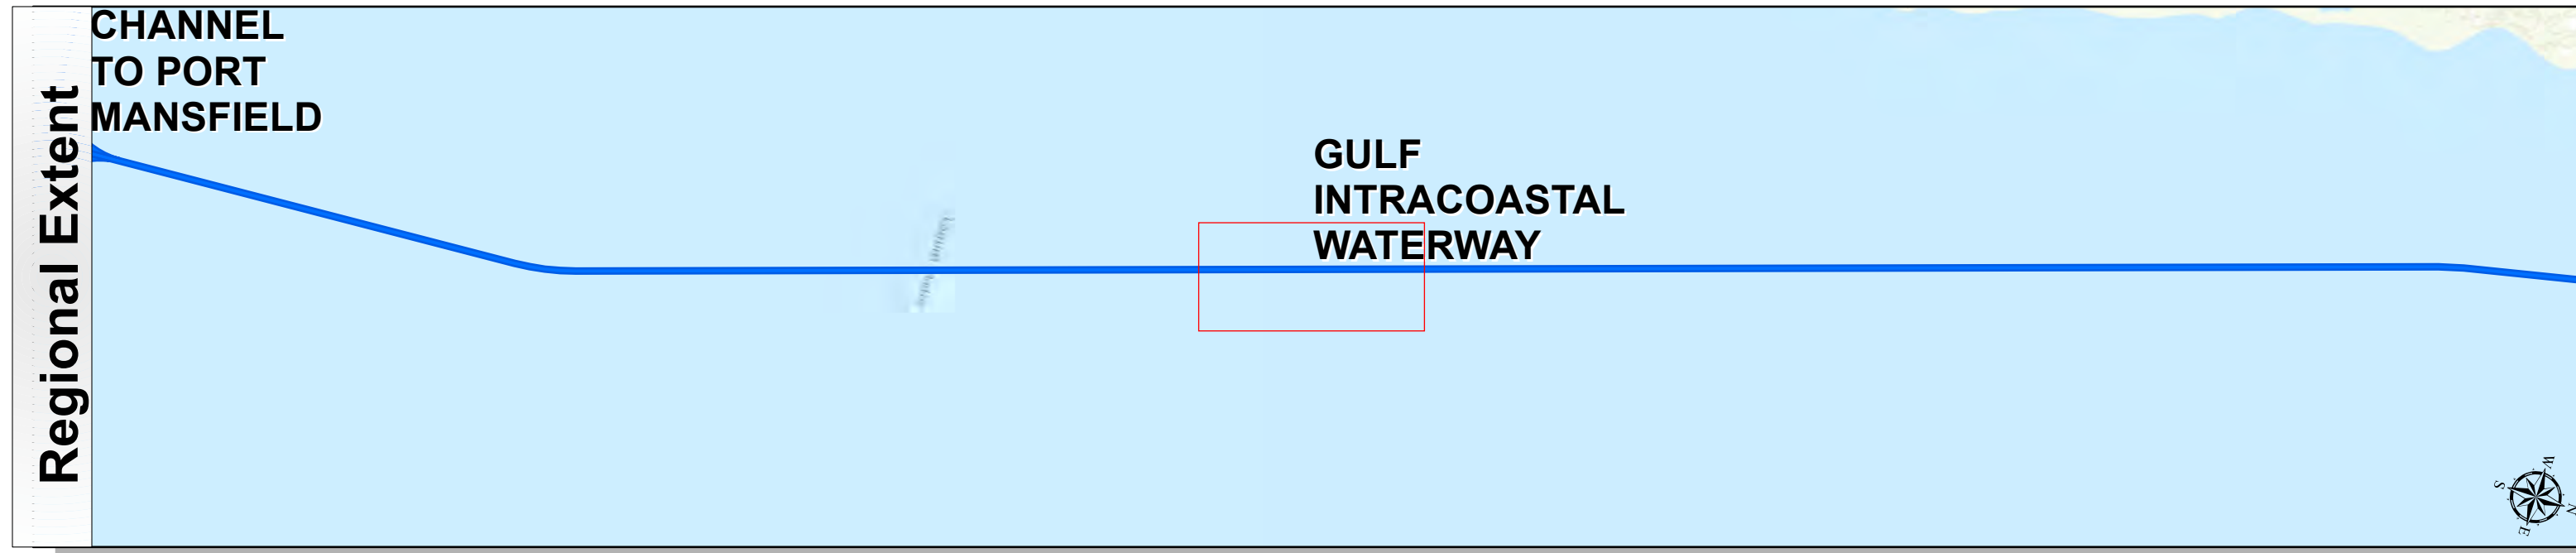 Regional Extent
CHANNEL
TO PORT
MANSFIELD
GULF
INTRACOASTAL
WATERWAY
W
S
N
E